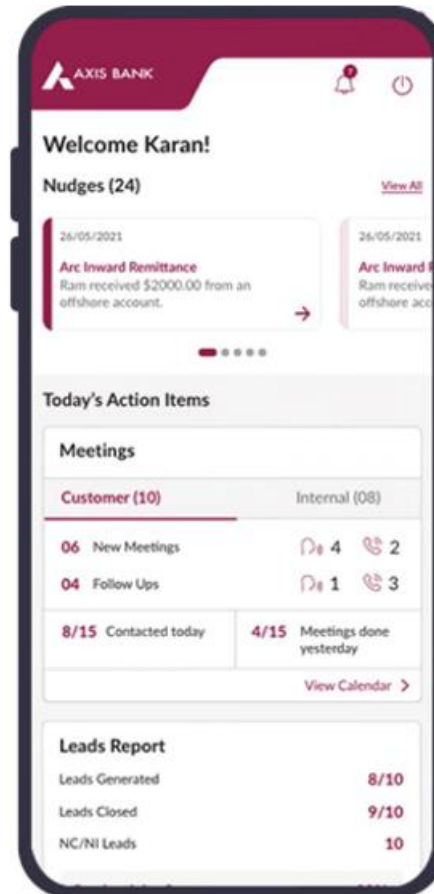 AXIS BANK
Welcome Karan!
Nudges (24)
View All
26/05/2021
Arc Inward Remittance
Ram received $2000.00 from an
offshore account.
26/05/2021
Arc Inward
Ram receive
offshore acc
Today's Action Items
Meetings
Customer (10)
Internal (08)
06 New Meetings 4 2
04 Follow Ups 1 3
8/15 Contacted today
4/15 Meetings done
yesterday
View Calendar >
Leads Report
Leads Generated 8/10
Leads Closed 9/10
NC/NI Leads 10